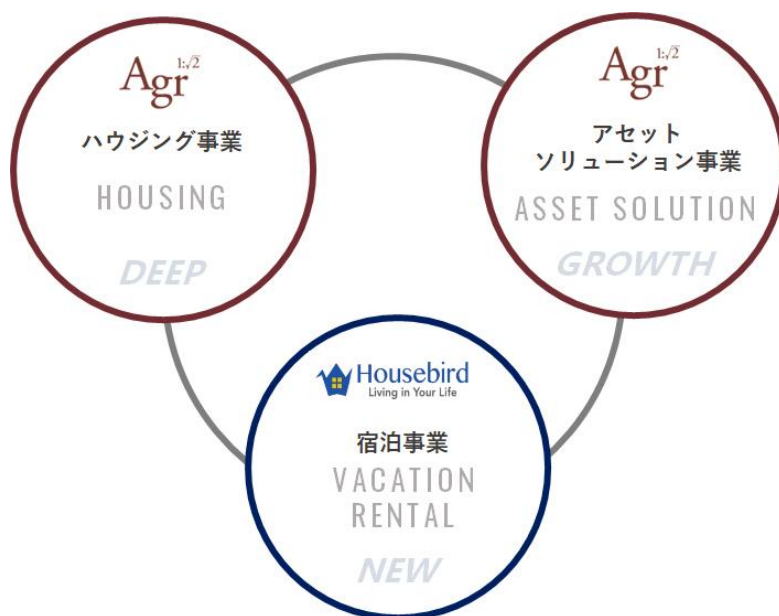 Agr 1:√2
ハウジング事業
HOUSING
DEEP
Agr 1:√2
アセット
ソリューション事業
ASSET SOLUTION
GROWTH
Housebird
Living in Your Life
宿泊事業
VACATION
RENTAL
NEW